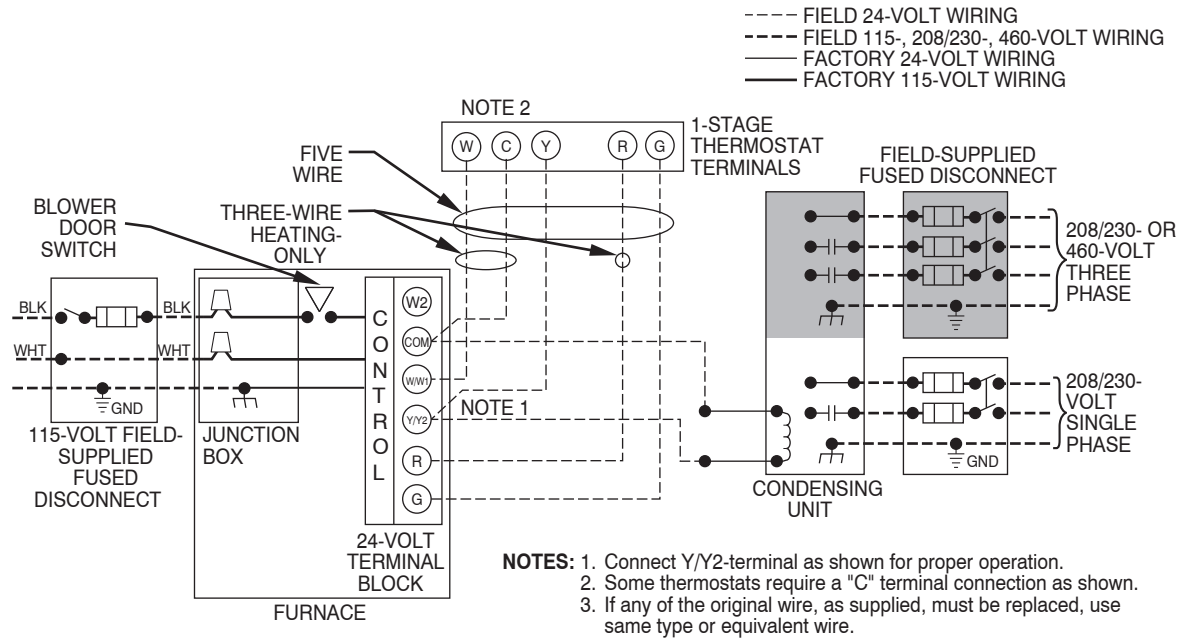 FIELD 24-VOLT WIRING
FIELD 115-, 208/230-, 460-VOLT WIRING
FACTORY 24-VOLT WIRING
FACTORY 115-VOLT WIRING
NOTE 2
W C Y R G
1-STAGE
THERMOSTAT
TERMINALS
FIVE
WIRE
THREE-WIRE
HEATING-
ONLY
BLOWER
DOOR
SWITCH
FIELD-SUPPLIED
FUSED DISCONNECT
208/230- OR
460-VOLT
THREE
PHASE
BLK
BLK
WHT
WHT
GND
115-VOLT FIELD-
SUPPLIED
FUSED
DISCONNECT
JUNCTION
BOX
CONTROL
W2
COM
W/W1
Y/Y2
R
G
NOTE 1
24-VOLT
TERMINAL
BLOCK
FURNACE
208/230-
VOLT
SINGLE
PHASE
GND
CONDENSING
UNIT
NOTES: 1. Connect Y/Y2-terminal as shown for proper operation.
2. Some thermostats require a "C" terminal connection as shown.
3. If any of the original wire, as supplied, must be replaced, use
same type or equivalent wire.